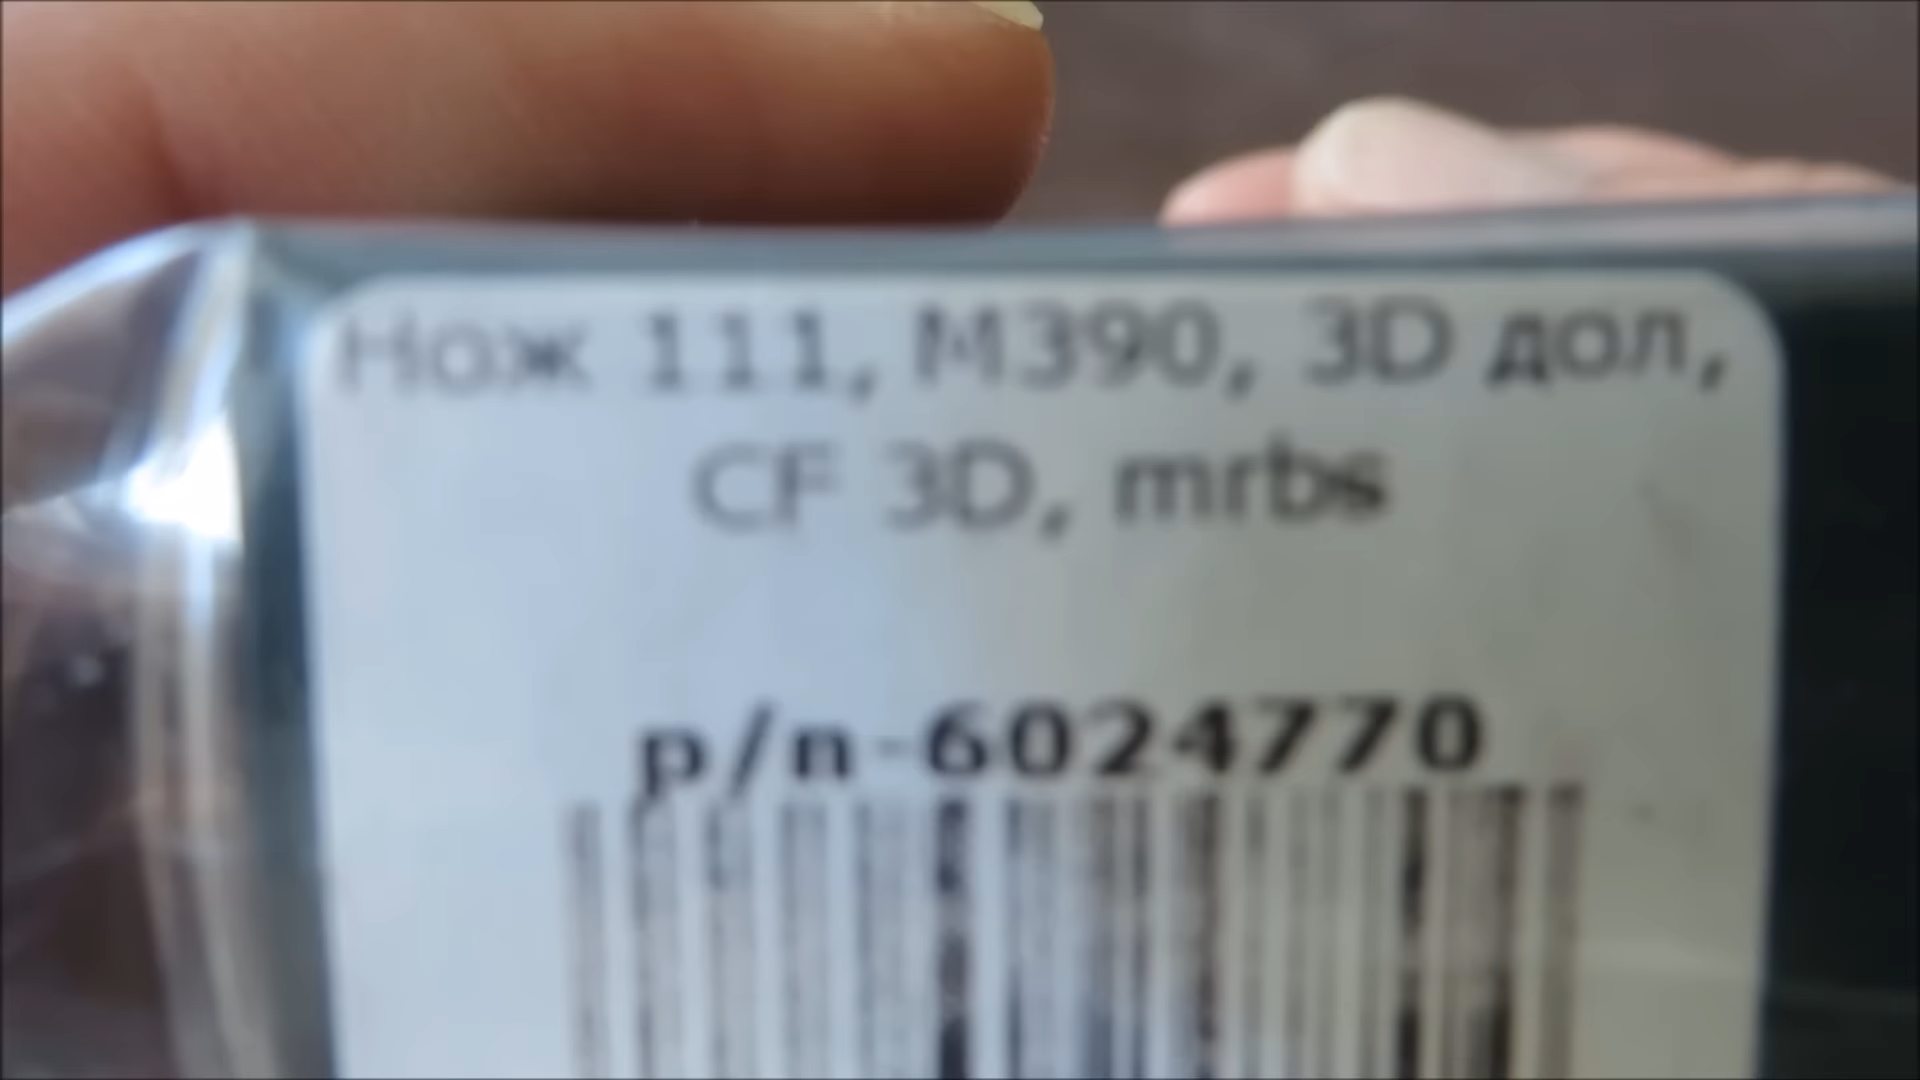 Нож 111, M390, 3D дол,
CF 3D, mrbs
p/n-6024770